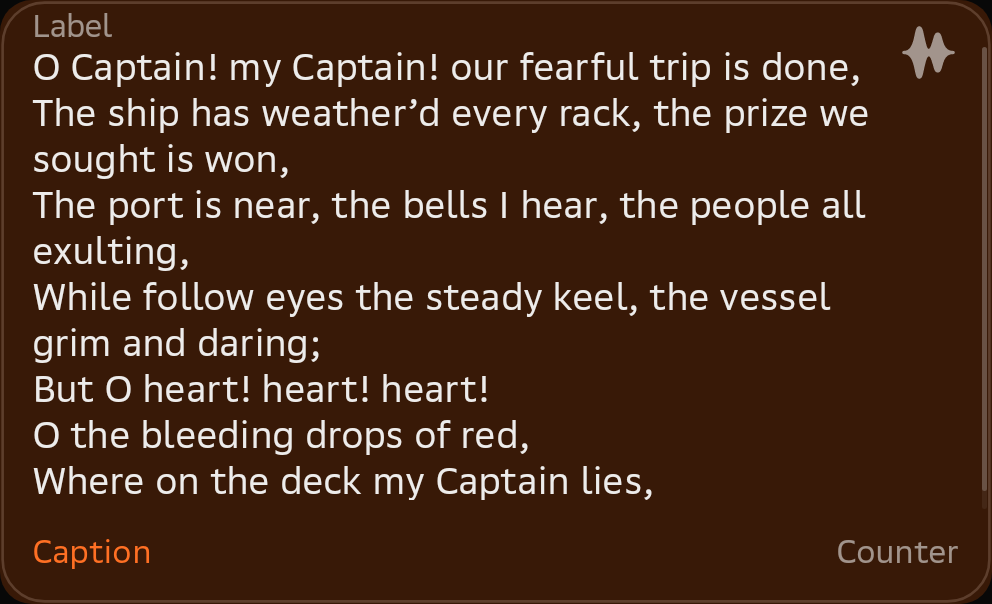 Label
O Captain! my Captain! our fearful trip is done,
The ship has weather’d every rack, the prize we
sought is won,
The port is near, the bells I hear, the people all
exulting,
While follow eyes the steady keel, the vessel
grim and daring;
But O heart! heart! heart!
O the bleeding drops of red,
Where on the deck my Captain lies,
Caption
Counter